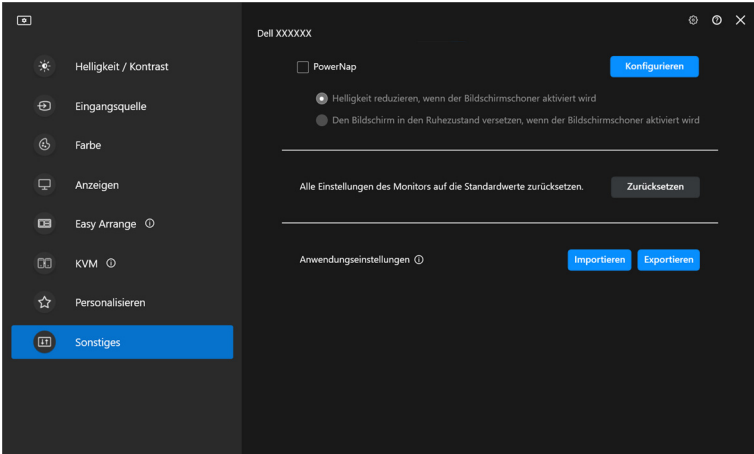 Dell XXXXXX
Helligkeit / Kontrast
Eingangsquelle
Farbe
Anzeigen
Easy Arrange
KVM
Personalisieren
Sonstiges
PowerNap
Konfigurieren
Helligkeit reduzieren, wenn der Bildschirmschoner aktiviert wird
Den Bildschirm in den Ruhezustand versetzen, wenn der Bildschirmschoner aktiviert wird
Alle Einstellungen des Monitors auf die Standardwerte zurücksetzen.
Zurücksetzen
Anwendungseinstellungen
Importieren
Exportieren